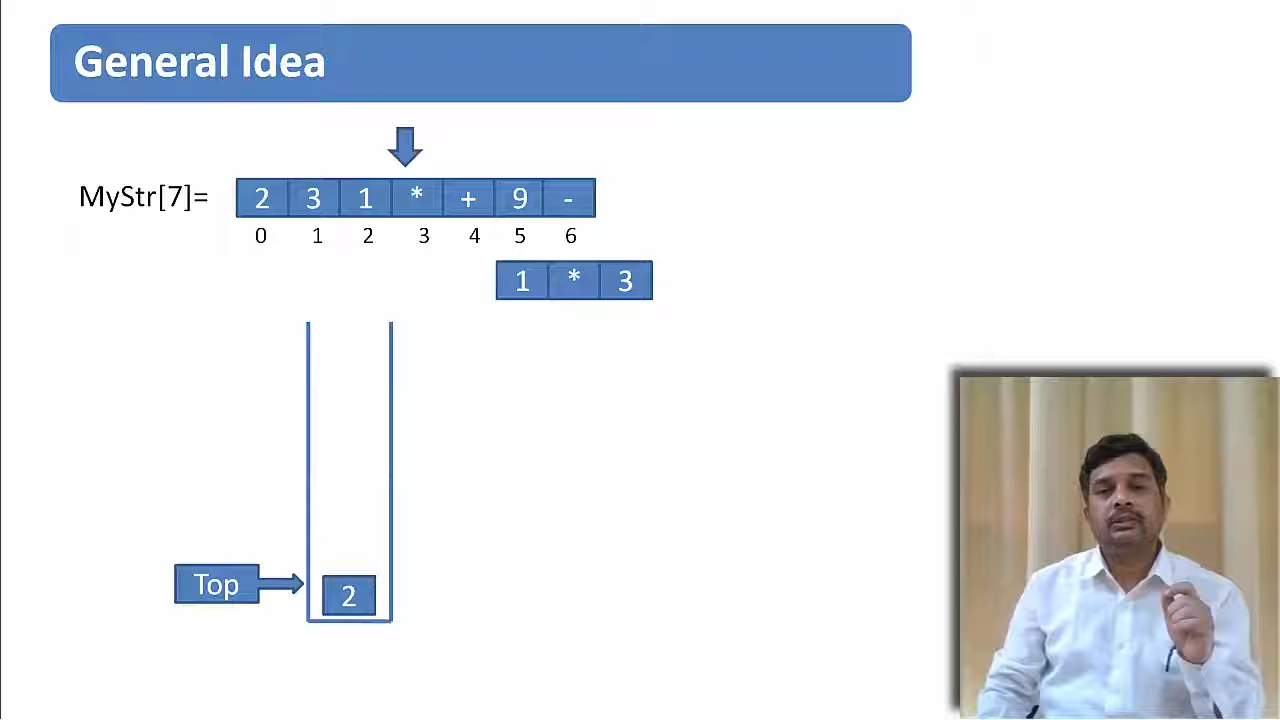 General Idea
MyStr[7]= 2 3 1 * + 9 -
0 1 2 3 4 5 6
1 * 3
Top 2